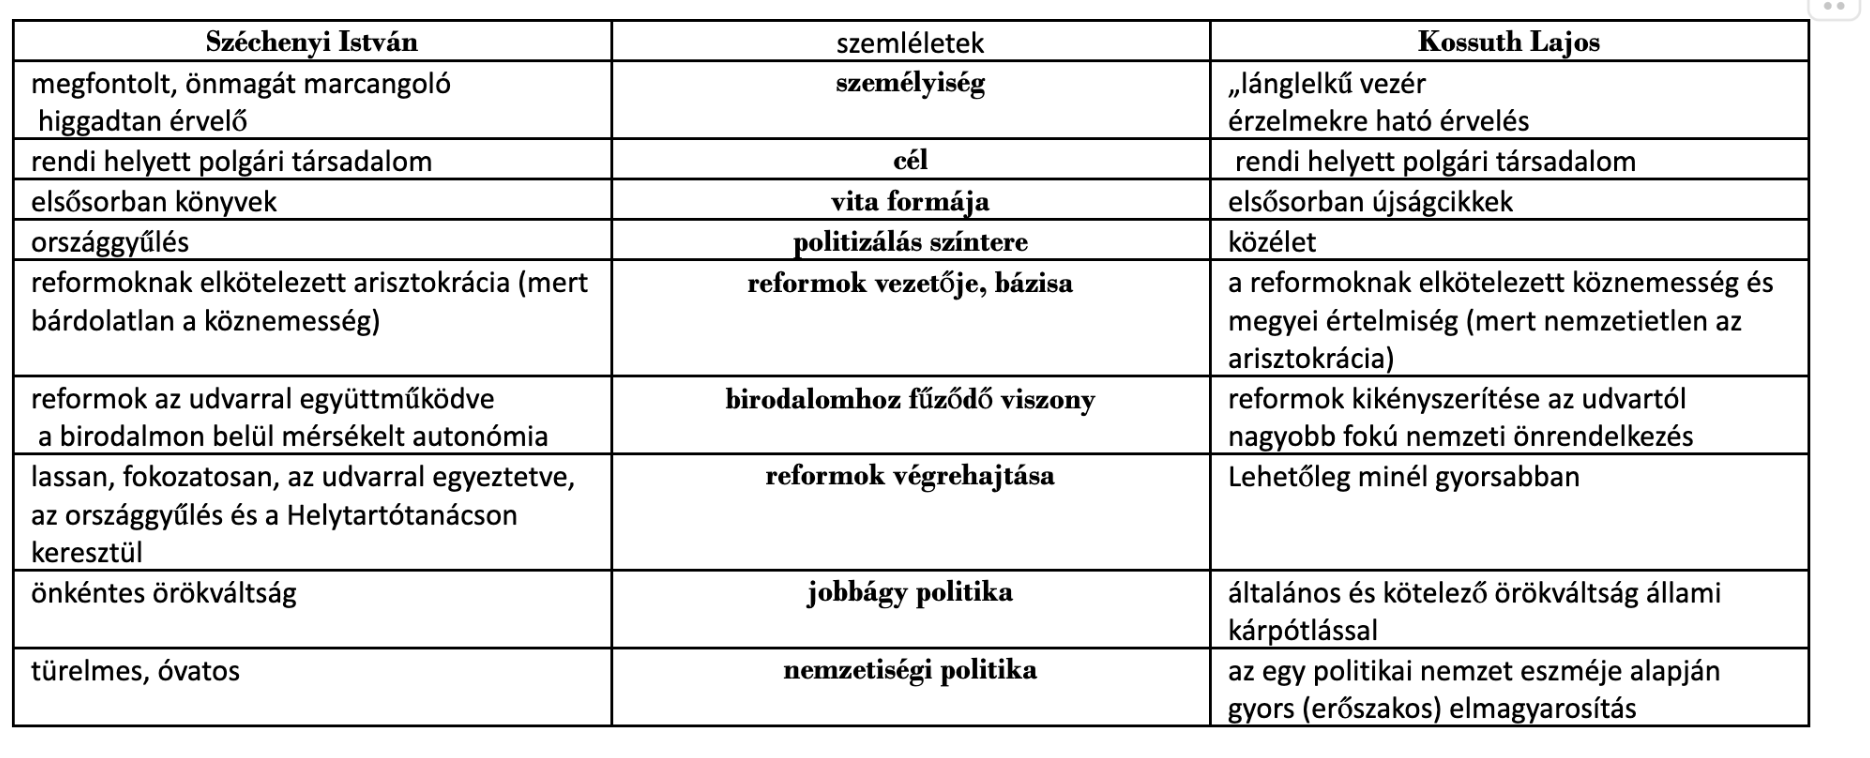 Széchenyi István szemléletek Kossuth Lajos
megfontolt, önmagát marcangoló személyiség „lánglelkű vezér
higgadtan érvelő érzelmekre ható érvelés
rendi helyett polgári társadalom cél rendi helyett polgári társadalom
elsősorban könyvek vita formája elsősorban újságcikkek
országgyűlés politizálás színtere közélet
reformoknak elkötelezett arisztokrácia (mert reformok vezetője, bázisa a reformoknak elkötelezett köznemesség és
bárdolatlan a köznemesség) megyei értelmiség (mert nemzetietlen az
arisztokrácia)
reformok az udvarral együttműködve birodalomhoz fűződő viszony reformok kikényszerítése az udvartól
a birodalmon belül mérsékelt autonómia nagyobb fokú nemzeti önrendelkezés
lassan, fokozatosan, az udvarral egyeztetve, reformok végrehajtása Lehetőleg minél gyorsabban
az országgyűlés és a Helytartótanácson
keresztül
önkéntes örökváltság jobbágy politika általános és kötelező örökváltság állami
kárpótlással
türelmes, óvatos nemzetiségi politika az egy politikai nemzet eszméje alapján
gyors (erőszakos) elmagyarosítás